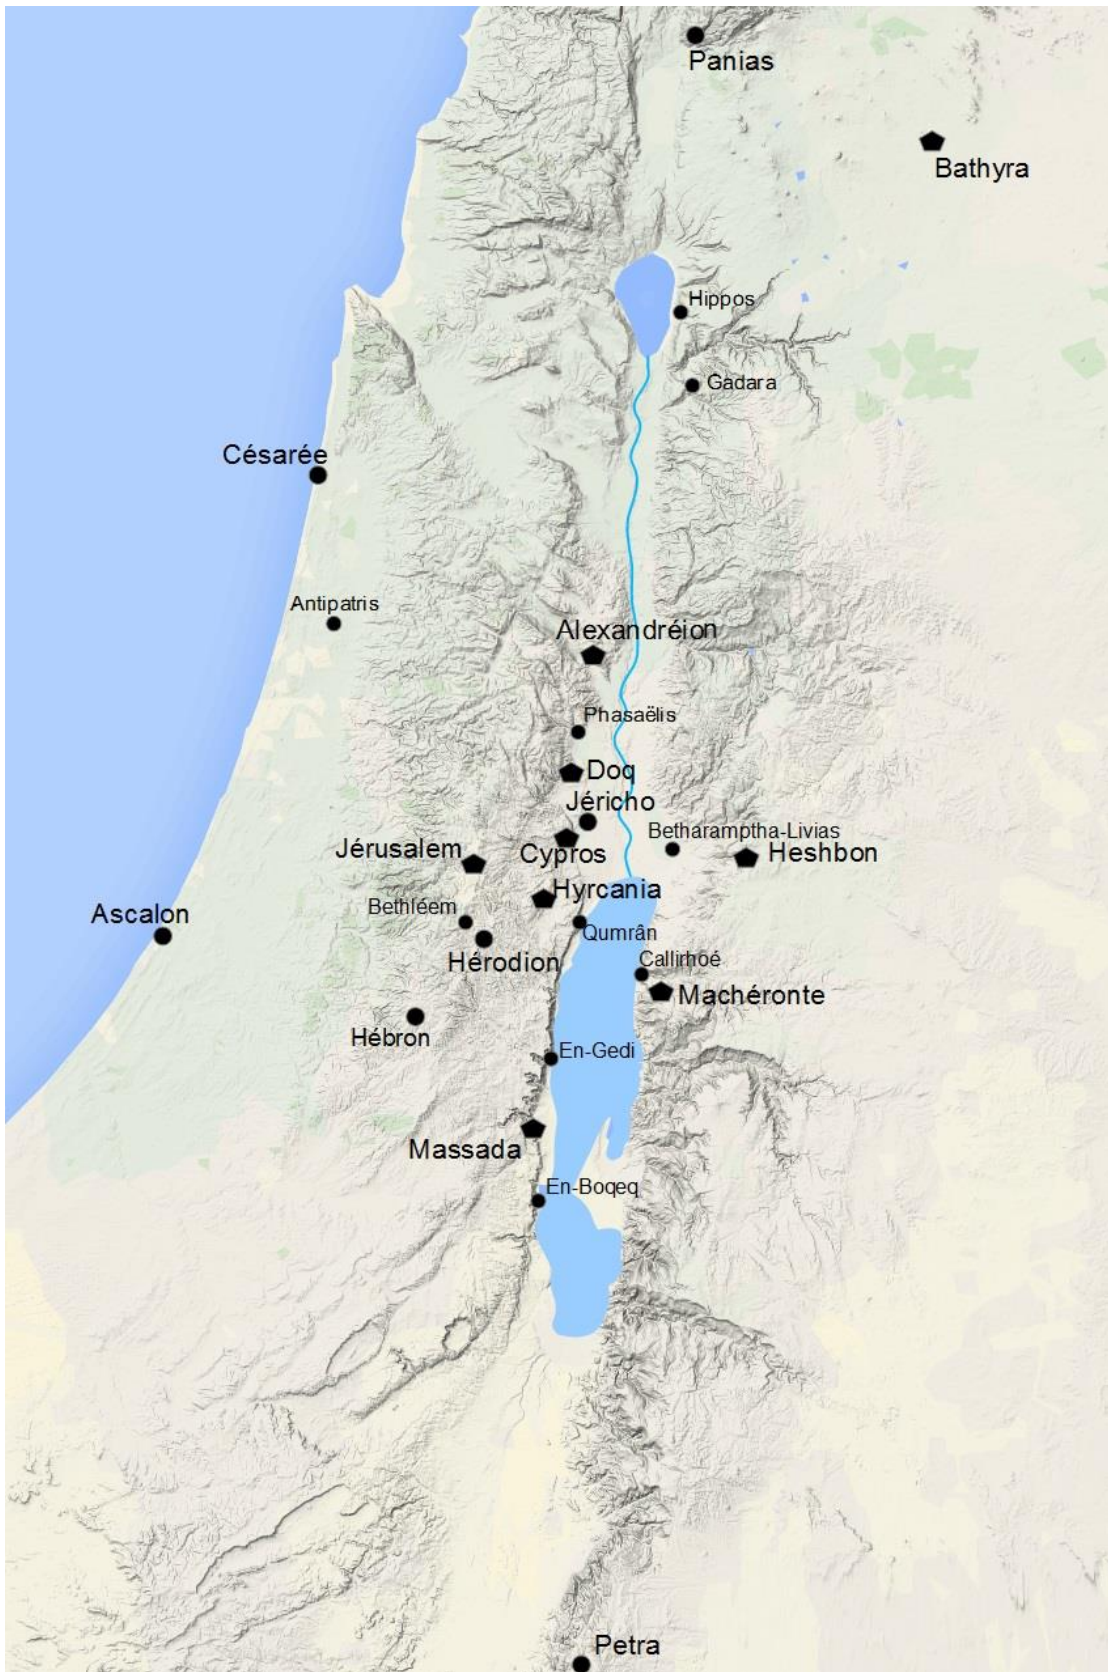 Panias
Bathyra
Hippos
Gadara
Césarée
Antipatris
Alexandréion
Phasaëlis
Doq
Jéricho
Betharamptha-Livias
Jérusalem
Cypros
Heshbon
Hyrcania
Bethléem
Ascalon
Qumrân
Hérodion
Callirhoé
Machéronte
Hébron
En-Gedi
Massada
En-Boqeq
Petra